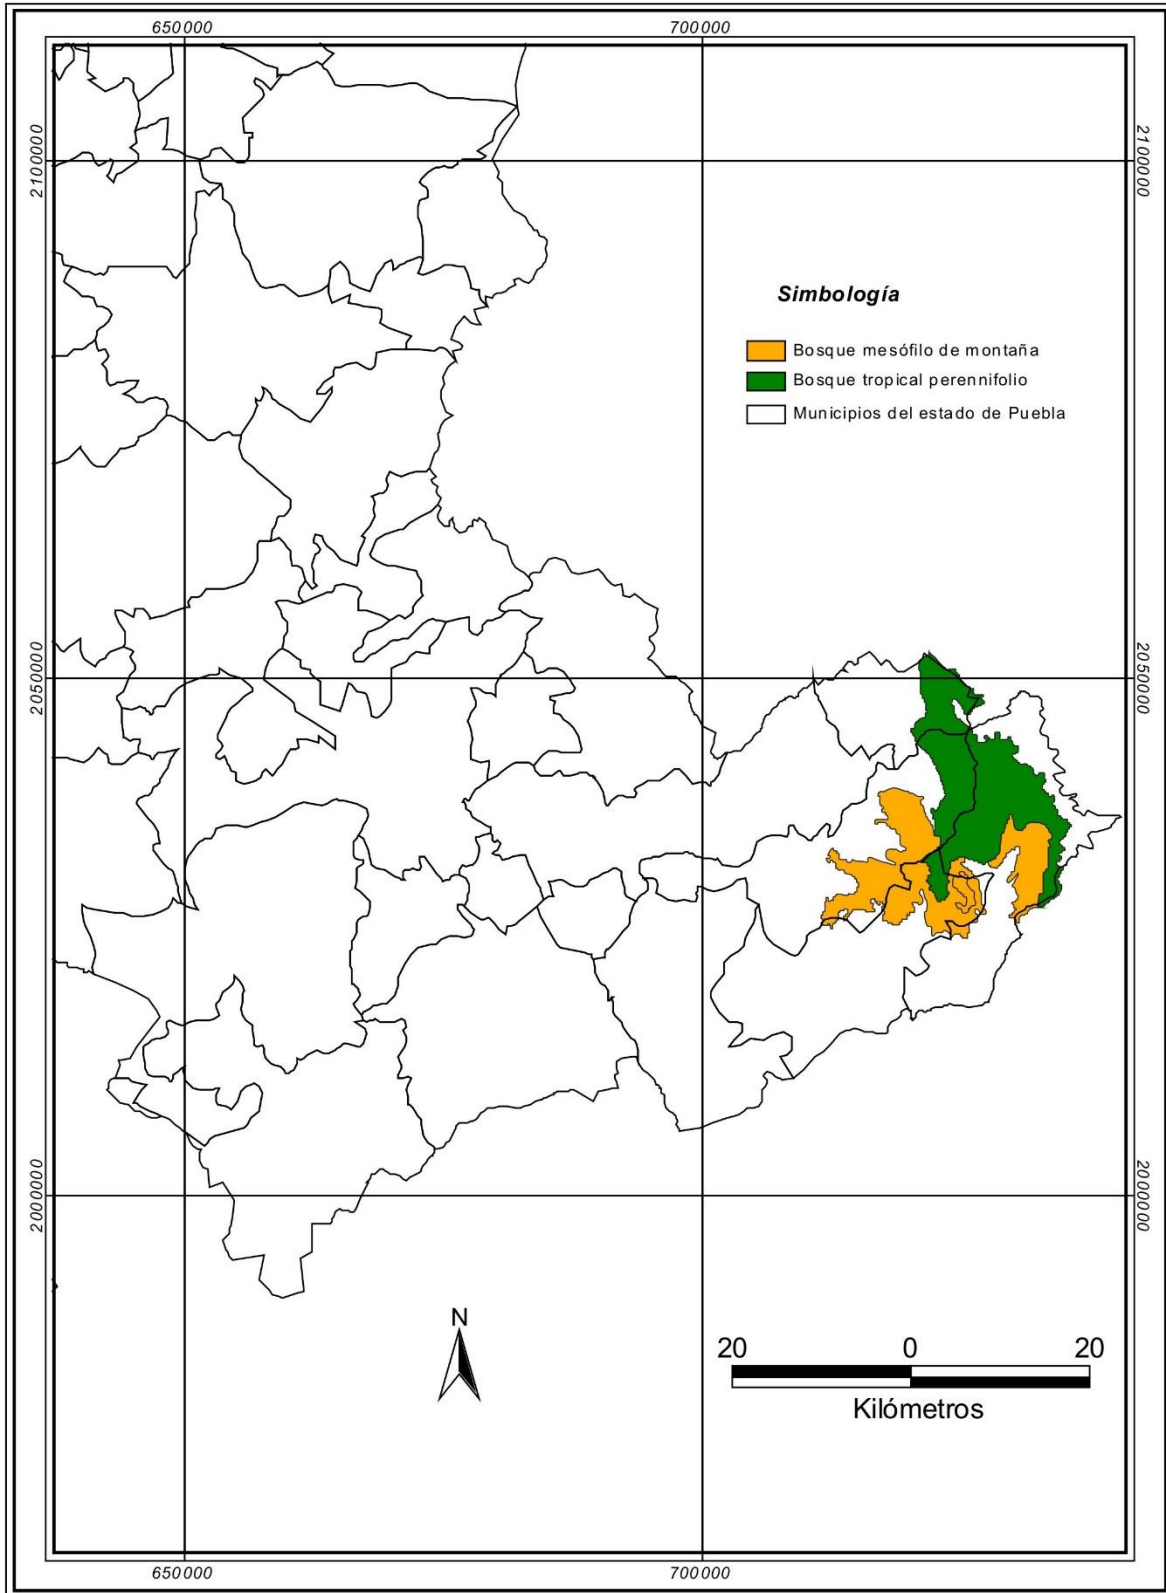 650000 700000
2100000 2100000
Simbología
Bosque mesófilo de montaña
Bosque tropical perennifolio
Municipios del estado de Puebla
2050000 2050000
2000000 2000000
N
20 0 20
Kilómetros
650000 700000